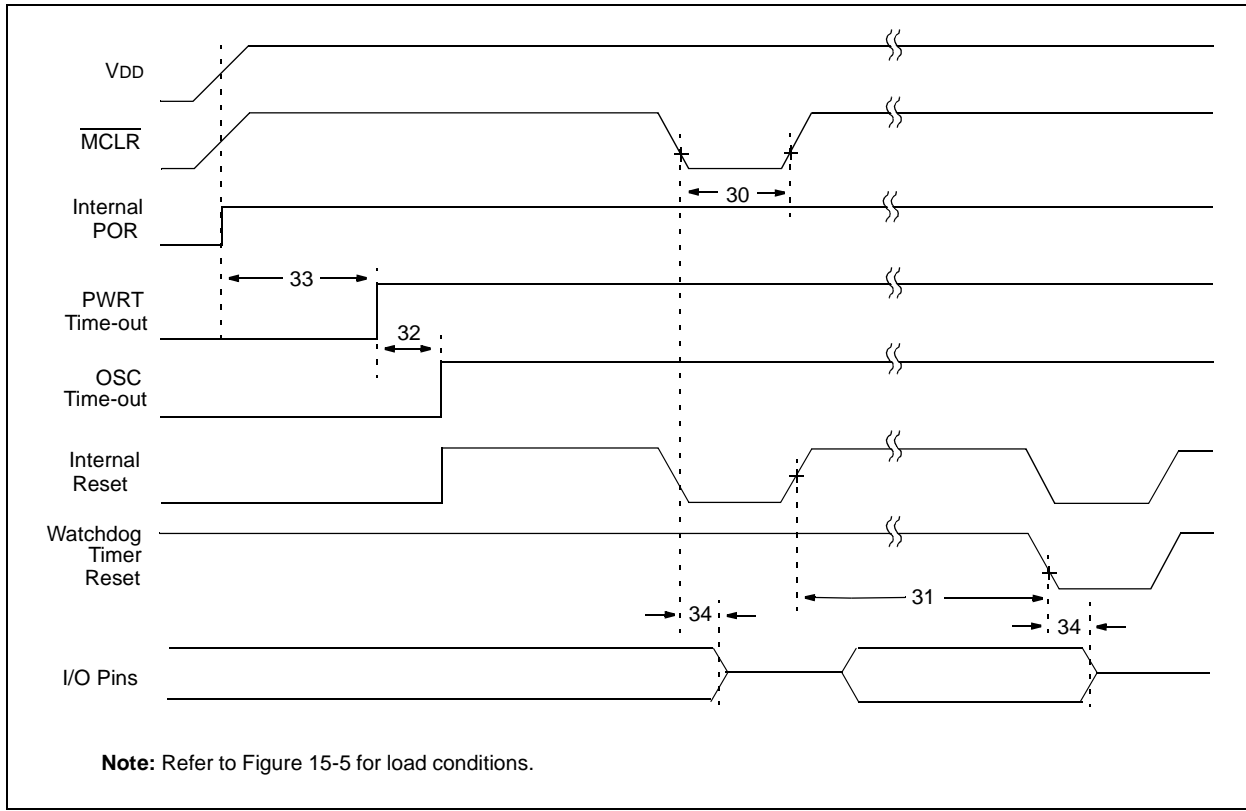 VDD
MCLR
30
Internal
POR
33
PWRT
Time-out
32
OSC
Time-out
Internal
Reset
Watchdog
Timer
Reset
31
34
34
I/O Pins
Note: Refer to Figure 15-5 for load conditions.